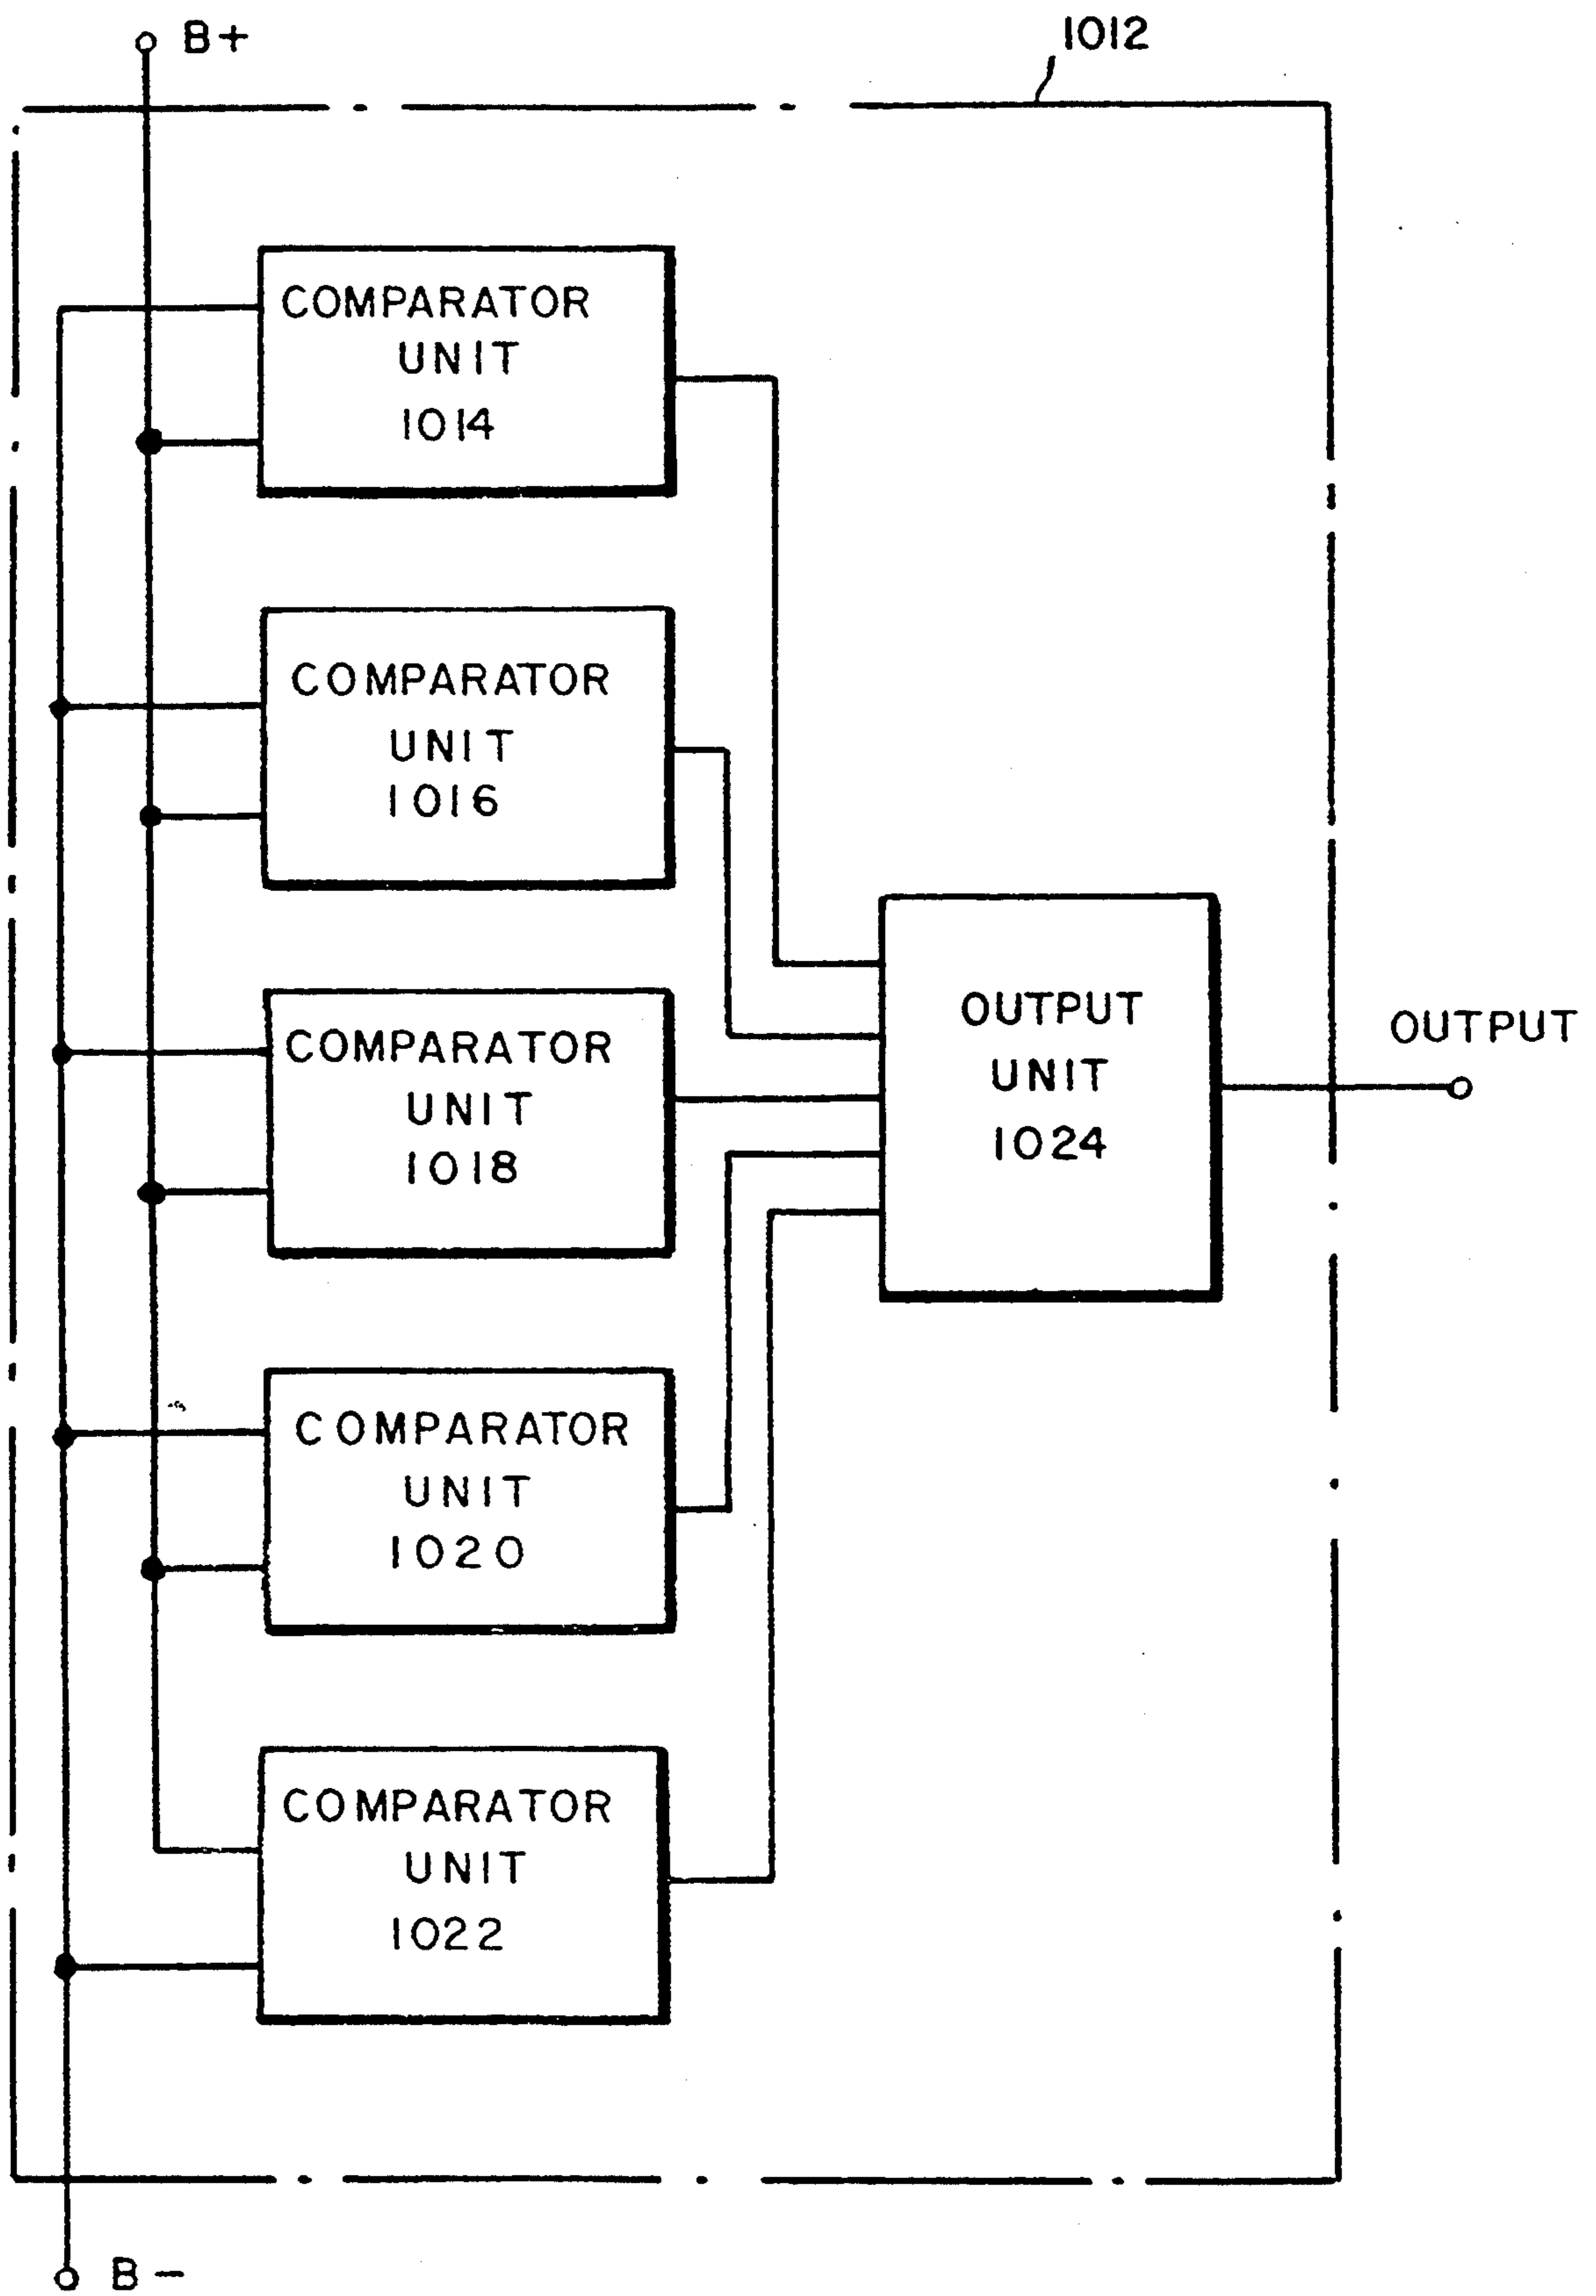 B+
1012
COMPARATOR
UNIT
1014
COMPARATOR
UNIT
1016
COMPARATOR
UNIT
1018
COMPARATOR
UNIT
1020
COMPARATOR
UNIT
1022
OUTPUT
UNIT
1024
OUTPUT
B-